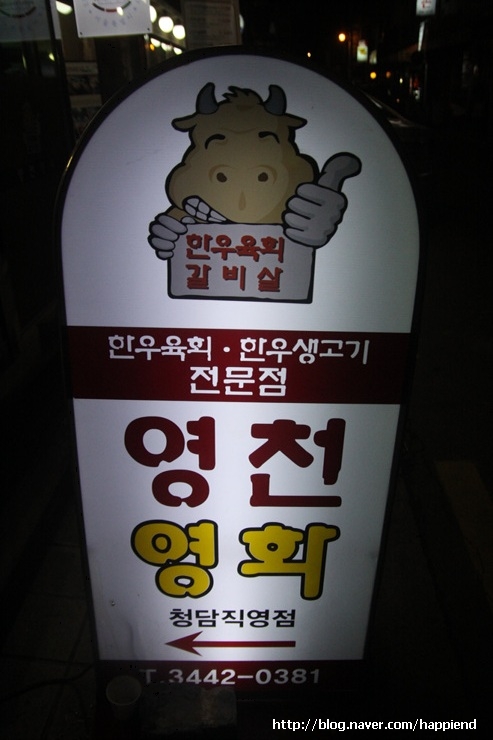 한우육회
갈비살
한우육회 · 한우생고기
전문점
영천
영화
청담직영점
T.3442-0381
http://blog.naver.com/happiend